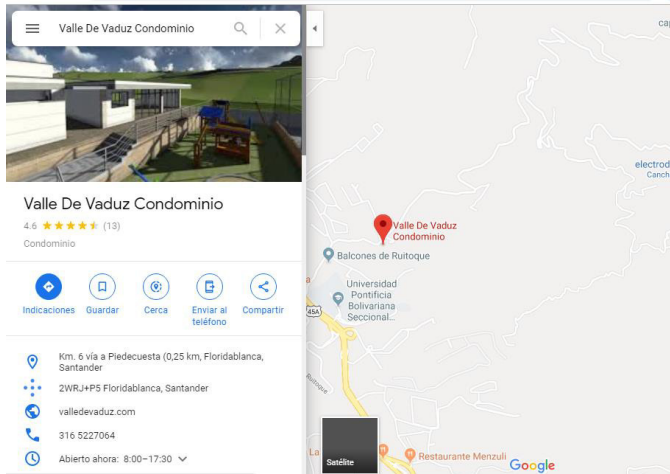 Valle De Vaduz Condominio
Valle De Vaduz Condominio
4.6
(13)
Condominio
Indicaciones
Guardar
Cerca
Enviar al
teléfono
Compartir
Km. 6 vía a Piedecuesta (0,25 km, Floridablanca,
Santander
2WRJ+P5 Floridablanca, Santander
valledevaduz.com
316 5227064
Abierto ahora: 8:00–17:30
electrod
Canch
Valle De Vaduz
Condominio
Balcones de Ruitoque
Universidad
Pontificia
Bolivariana
Seccional...
45A
Ruitoque
La
Satélite
Restaurante Menzuli
Google